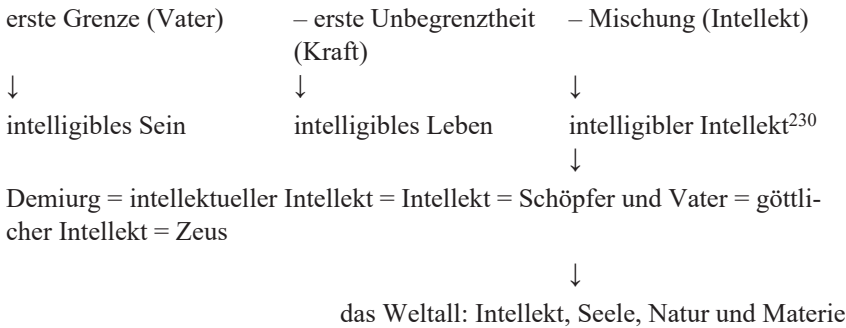 erste Grenze (Vater) – erste Unbegrenztheit – Mischung (Intellekt)
(Kraft)
↓ ↓ ↓
intelligibles Sein intelligibles Leben intelligibler Intellekt230
↓
Demiurg = intellektueller Intellekt = Intellekt = Schöpfer und Vater = göttli-
cher Intellekt = Zeus
↓
das Weltall: Intellekt, Seele, Natur und Materie